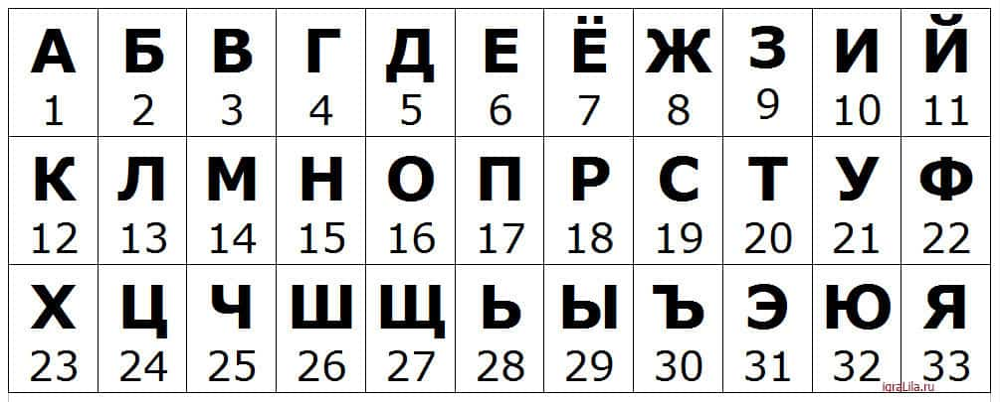 А Б В Г Д Е Ё Ж З И Й
1 2 3 4 5 6 7 8 9 10 11
К Л М Н О П Р С Т У Ф
12 13 14 15 16 17 18 19 20 21 22
Х Ц Ч Ш Щ Ь Ы Ъ Э Ю Я
23 24 25 26 27 28 29 30 31 32 33
igraLila.ru